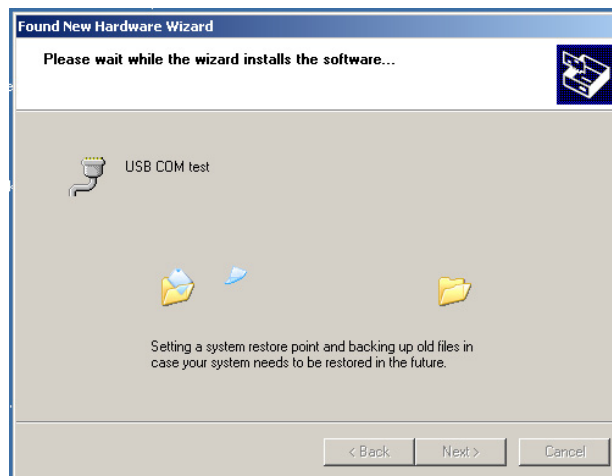 Found New Hardware Wizard
Please wait while the wizard installs the software...
USB COM test
Setting a system restore point and backing up old files in
case your system needs to be restored in the future.
< Back
Next >
Cancel